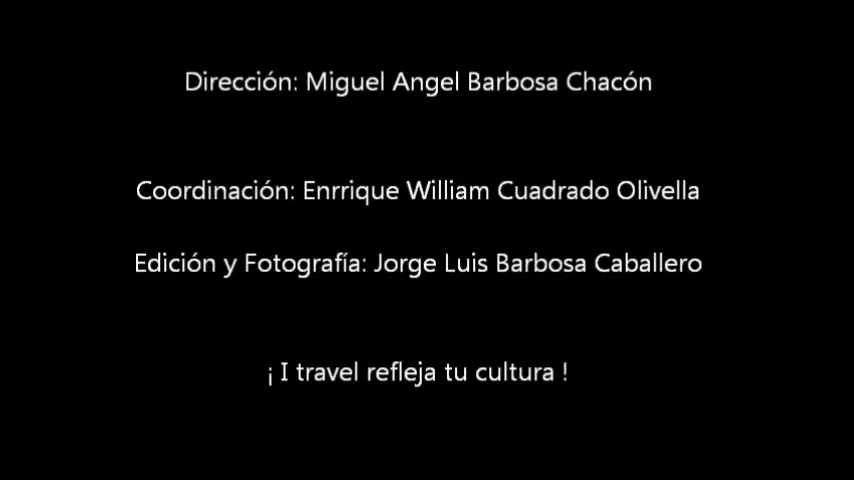 Dirección: Miguel Angel Barbosa Chacón
Coordinación: Enrrique William Cuadrado Olivella
Edición y Fotografía: Jorge Luis Barbosa Caballero
¡ I travel refleja tu cultura !